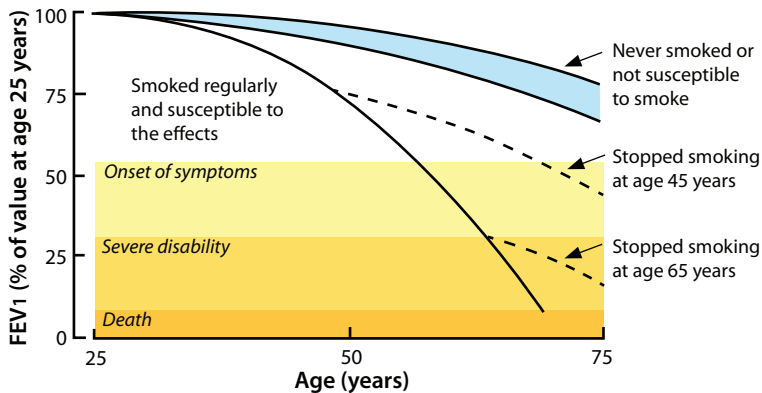 FEV1 (% of value at age 25 years)
100
75
50
25
0
Smoked regularly
and susceptible to
the effects
Onset of symptoms
Severe disability
Death
Never smoked or
not susceptible
to smoke
Stopped smoking
at age 45 years
Stopped smoking
at age 65 years
25
50
75
Age (years)